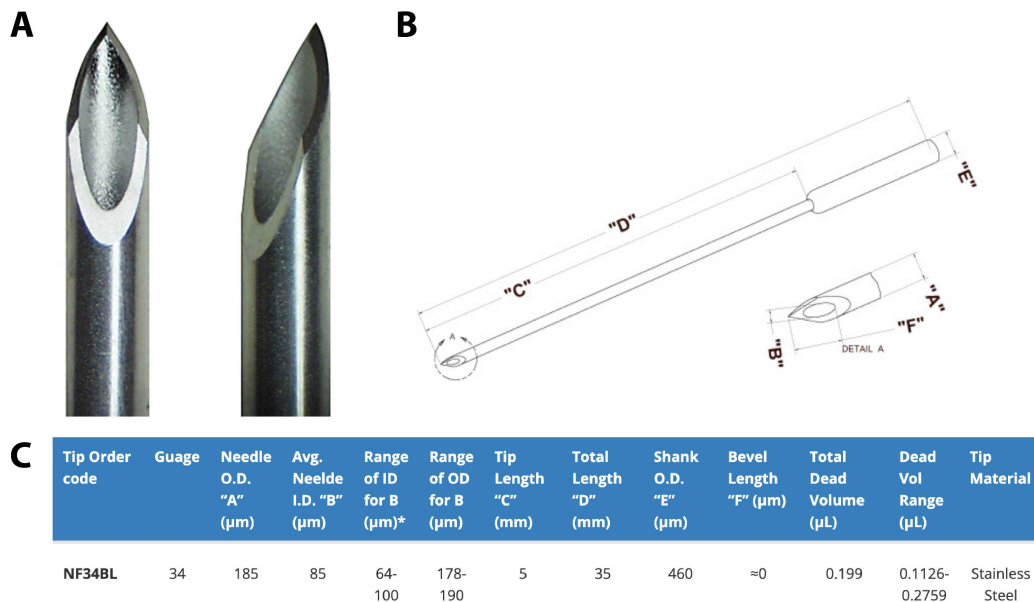 A
B
"D"
"C"
"E"
A
"A"
"F"
"B"
DETAIL A
C
Tip Order code
Guage
Needle O.D. “A” (µm)
Avg. Neelde I.D. “B” (µm)
Range of ID for B (µm)*
Range of OD for B (µm)
Tip Length “C” (mm)
Total Length “D” (mm)
Shank O.D. “E” (µm)
Bevel Length “F” (µm)
Total Dead Volume (µL)
Dead Vol Range (µL)
Tip Material
NF34BL
34
185
85
64-100
178-190
5
35
460
≈0
0.199
0.1126-0.2759
Stainless Steel